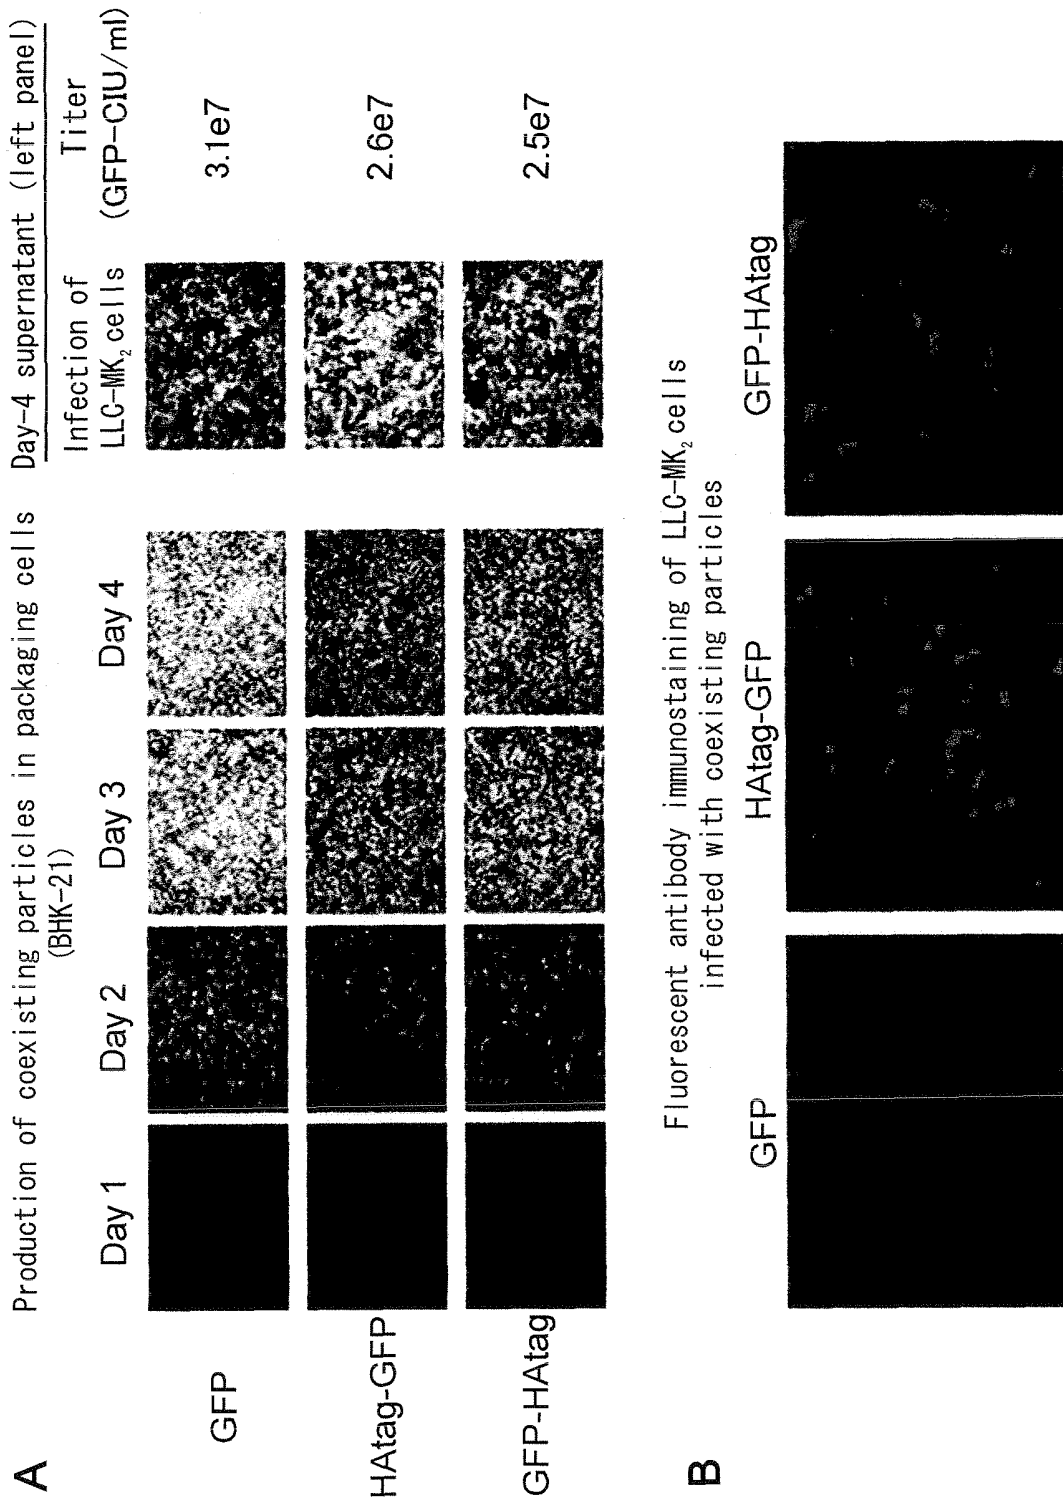 A
Production of coexisting particles in packaging cells
(BHK-21)
Day-4 supernatant (left panel)
Infection of
LLC-MK₂ cells
Titer
(GFP-CIU/ml)
Day 1
Day 2
Day 3
Day 4
GFP
3.1e7
HAtag-GFP
2.6e7
GFP-HAtag
2.5e7
B
Fluorescent antibody immunostaining of LLC-MK₂ cells
infected with coexisting particles
GFP
HAtag-GFP
GFP-HAtag